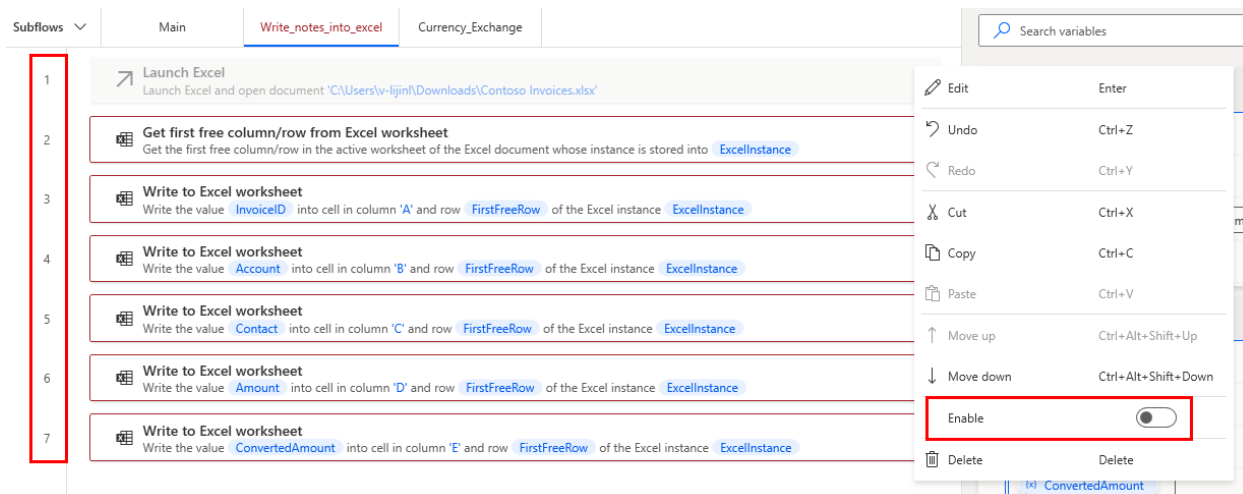 Subflows
Main
Write_notes_into_excel
Currency_Exchange
Search variables
1
Launch Excel
Launch Excel and open document 'C:\Users\v-lijinl\Downloads\Contoso Invoices.xlsx'
2
Get first free column/row from Excel worksheet
Get the first free column/row in the active worksheet of the Excel document whose instance is stored into ExcelInstance
3
Write to Excel worksheet
Write the value InvoiceID into cell in column 'A' and row FirstFreeRow of the Excel instance ExcelInstance
4
Write to Excel worksheet
Write the value Account into cell in column 'B' and row FirstFreeRow of the Excel instance ExcelInstance
5
Write to Excel worksheet
Write the value Contact into cell in column 'C' and row FirstFreeRow of the Excel instance ExcelInstance
6
Write to Excel worksheet
Write the value Amount into cell in column 'D' and row FirstFreeRow of the Excel instance ExcelInstance
7
Write to Excel worksheet
Write the value ConvertedAmount into cell in column 'E' and row FirstFreeRow of the Excel instance ExcelInstance
Edit Enter
Undo Ctrl+Z
Redo Ctrl+Y
Cut Ctrl+X
Copy Ctrl+C
Paste Ctrl+V
Move up Ctrl+Alt+Shift+Up
Move down Ctrl+Alt+Shift+Down
Enable
Delete Delete
(x) ConvertedAmount